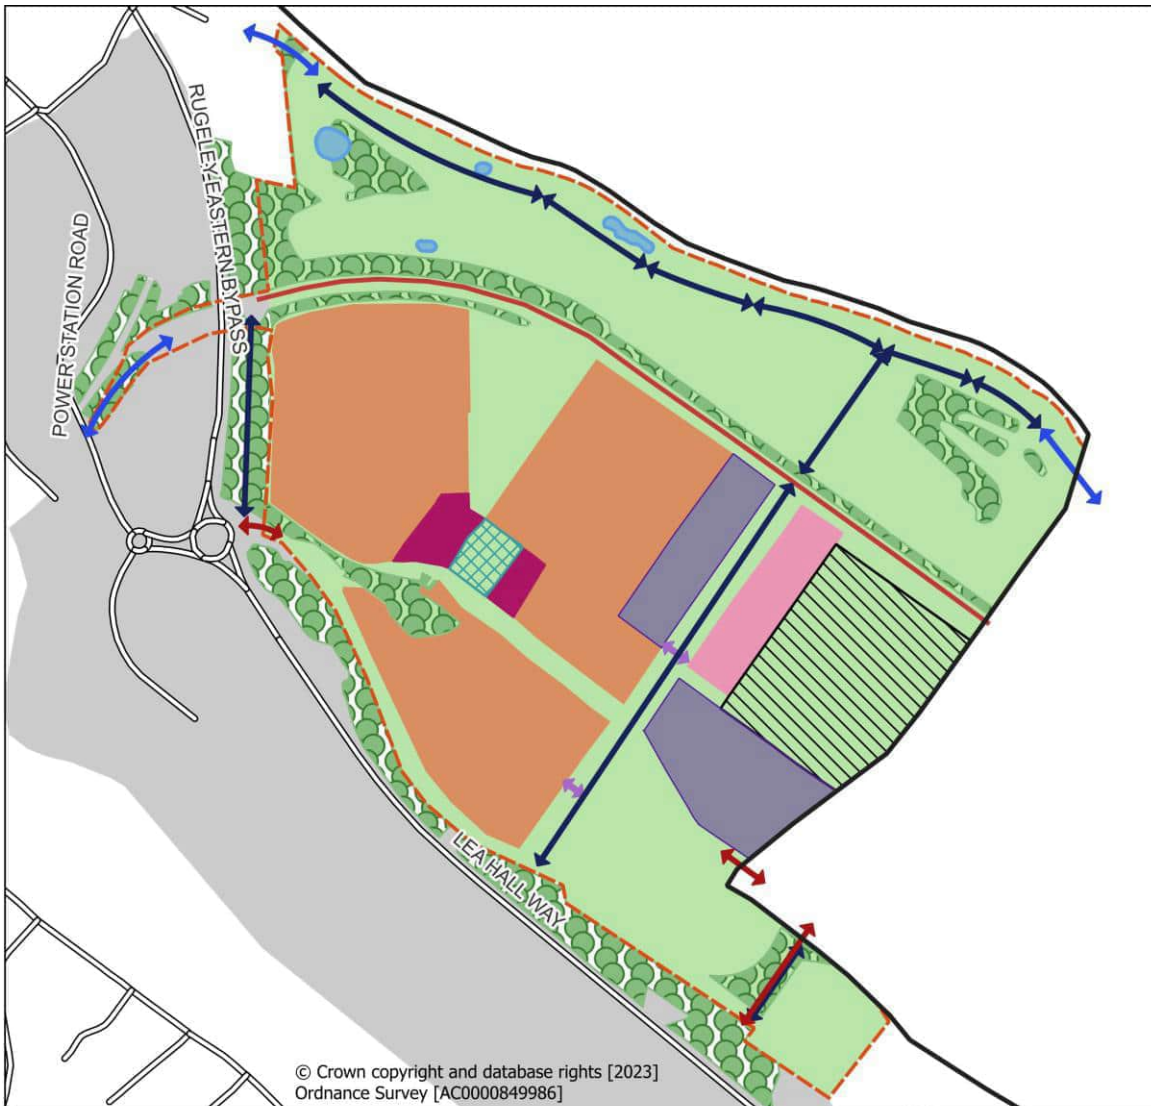 RUGELEY EASTERN BYPASS
POWER STATION ROAD
LEA HALL WAY
© Crown copyright and database rights [2023]
Ordnance Survey [AC0000849986]